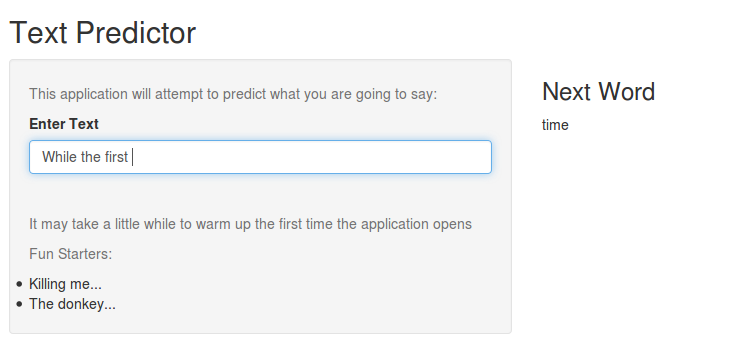 Text Predictor
This application will attempt to predict what you are going to say:
Enter Text
While the first
It may take a little while to warm up the first time the application opens
Fun Starters:
Killing me...
The donkey...
Next Word
time